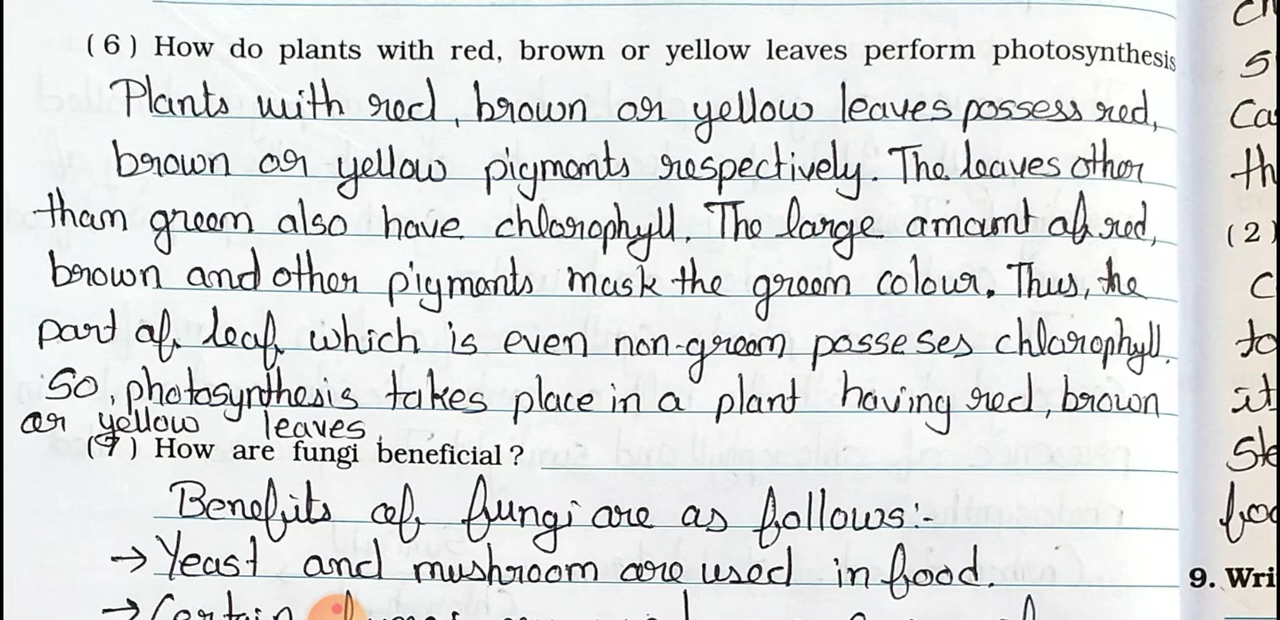 (6) How do plants with red, brown or yellow leaves perform photosynthesis
Plants with red, brown or yellow leaves possess red,
brown or yellow pigments respectively. The leaves other
than green also have chlorophyll. The large amount of red,
brown and other pigments mask the green colour. Thus, the
part of leaf, which is even non-green posseses chlorophyll.
So, photosynthesis takes place in a plant having red, brown
or yellow leaves
(7) How are fungi beneficial?
Benefits of fungi are as follows:-
→ Yeast and mushroom are used in food.
→ Certain
(2)
9. Wri